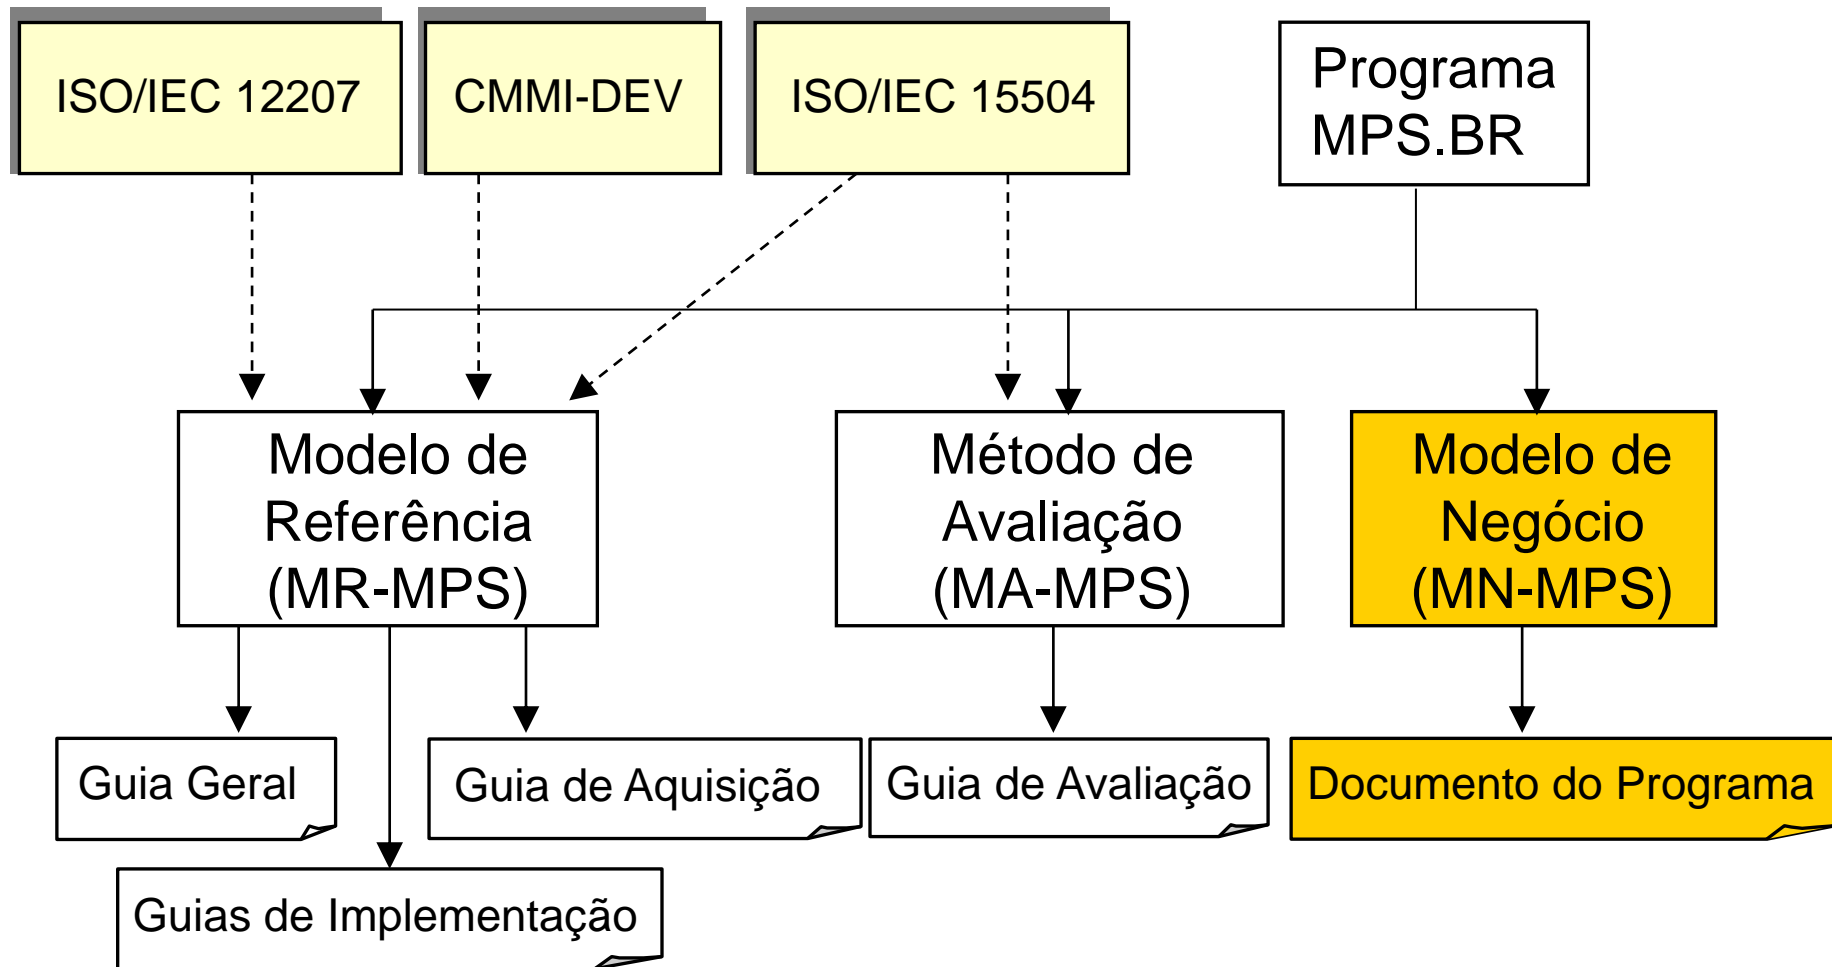 ISO/IEC 12207
CMMI-DEV
ISO/IEC 15504
Programa
MPS.BR
Modelo de
Referência
(MR-MPS)
Método de
Avaliação
(MA-MPS)
Modelo de
Negócio
(MN-MPS)
Guia Geral
Guia de Aquisição
Guia de Avaliação
Documento do Programa
Guias de Implementação